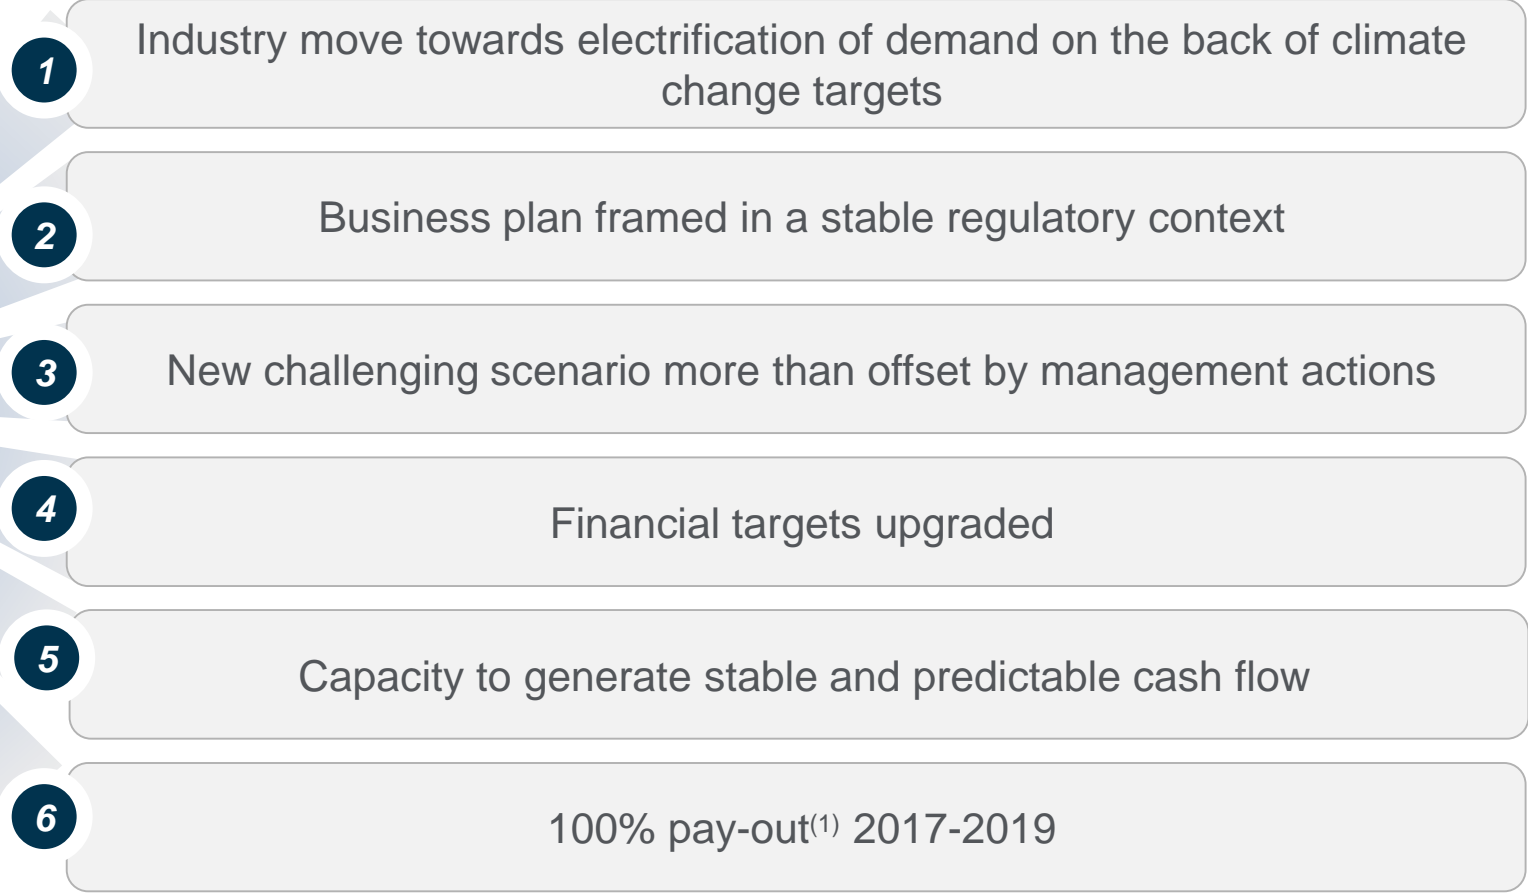 1
Industry move towards electrification of demand on the back of climate
change targets
2
Business plan framed in a stable regulatory context
3
New challenging scenario more than offset by management actions
4
Financial targets upgraded
5
Capacity to generate stable and predictable cash flow
6
100% pay-out(1) 2017-2019